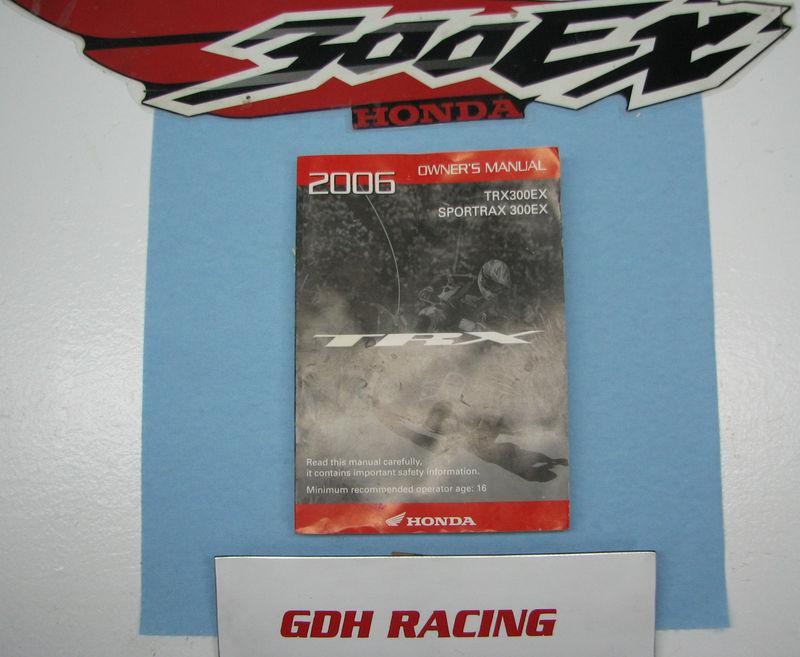 300EX
HONDA
2006 OWNER'S MANUAL
TRX300EX
SPORTRAX 300EX
TRX
Read this manual carefully,
it contains important safety information.
Minimum recommended operator age: 16
HONDA
GDH RACING